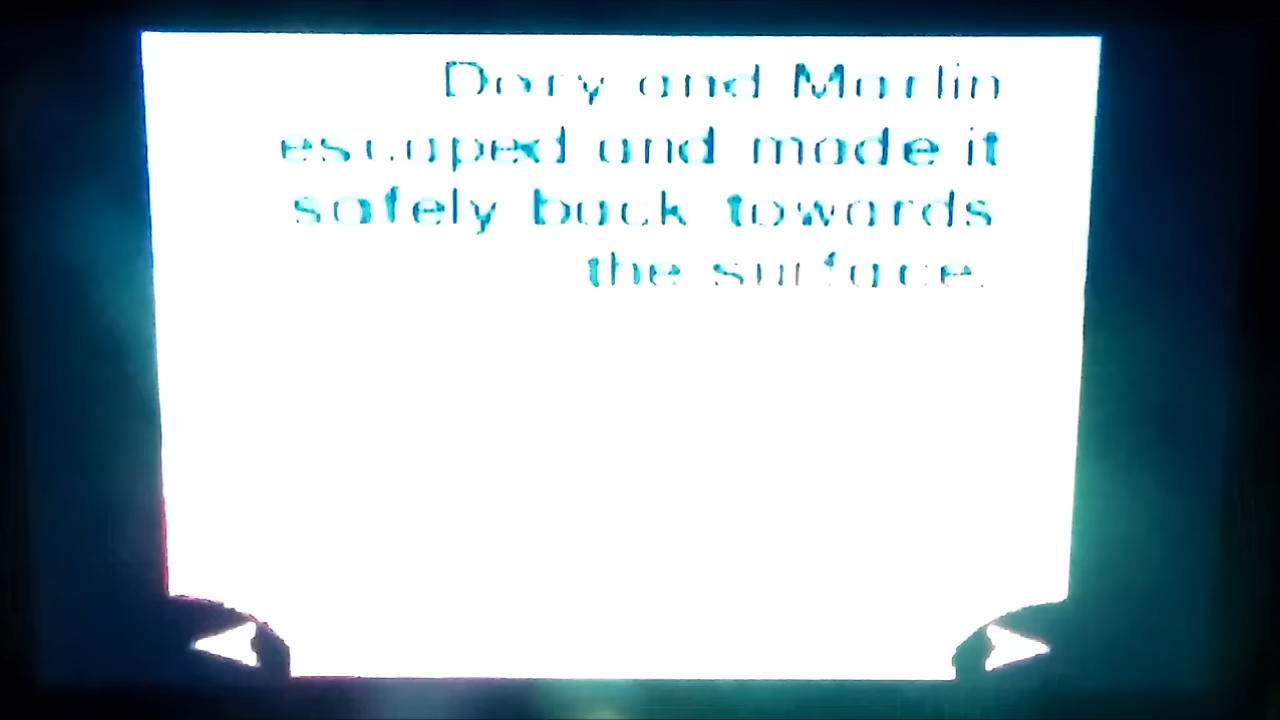 Dory and Marlin
escaped and made it
safely back towards
the surface.